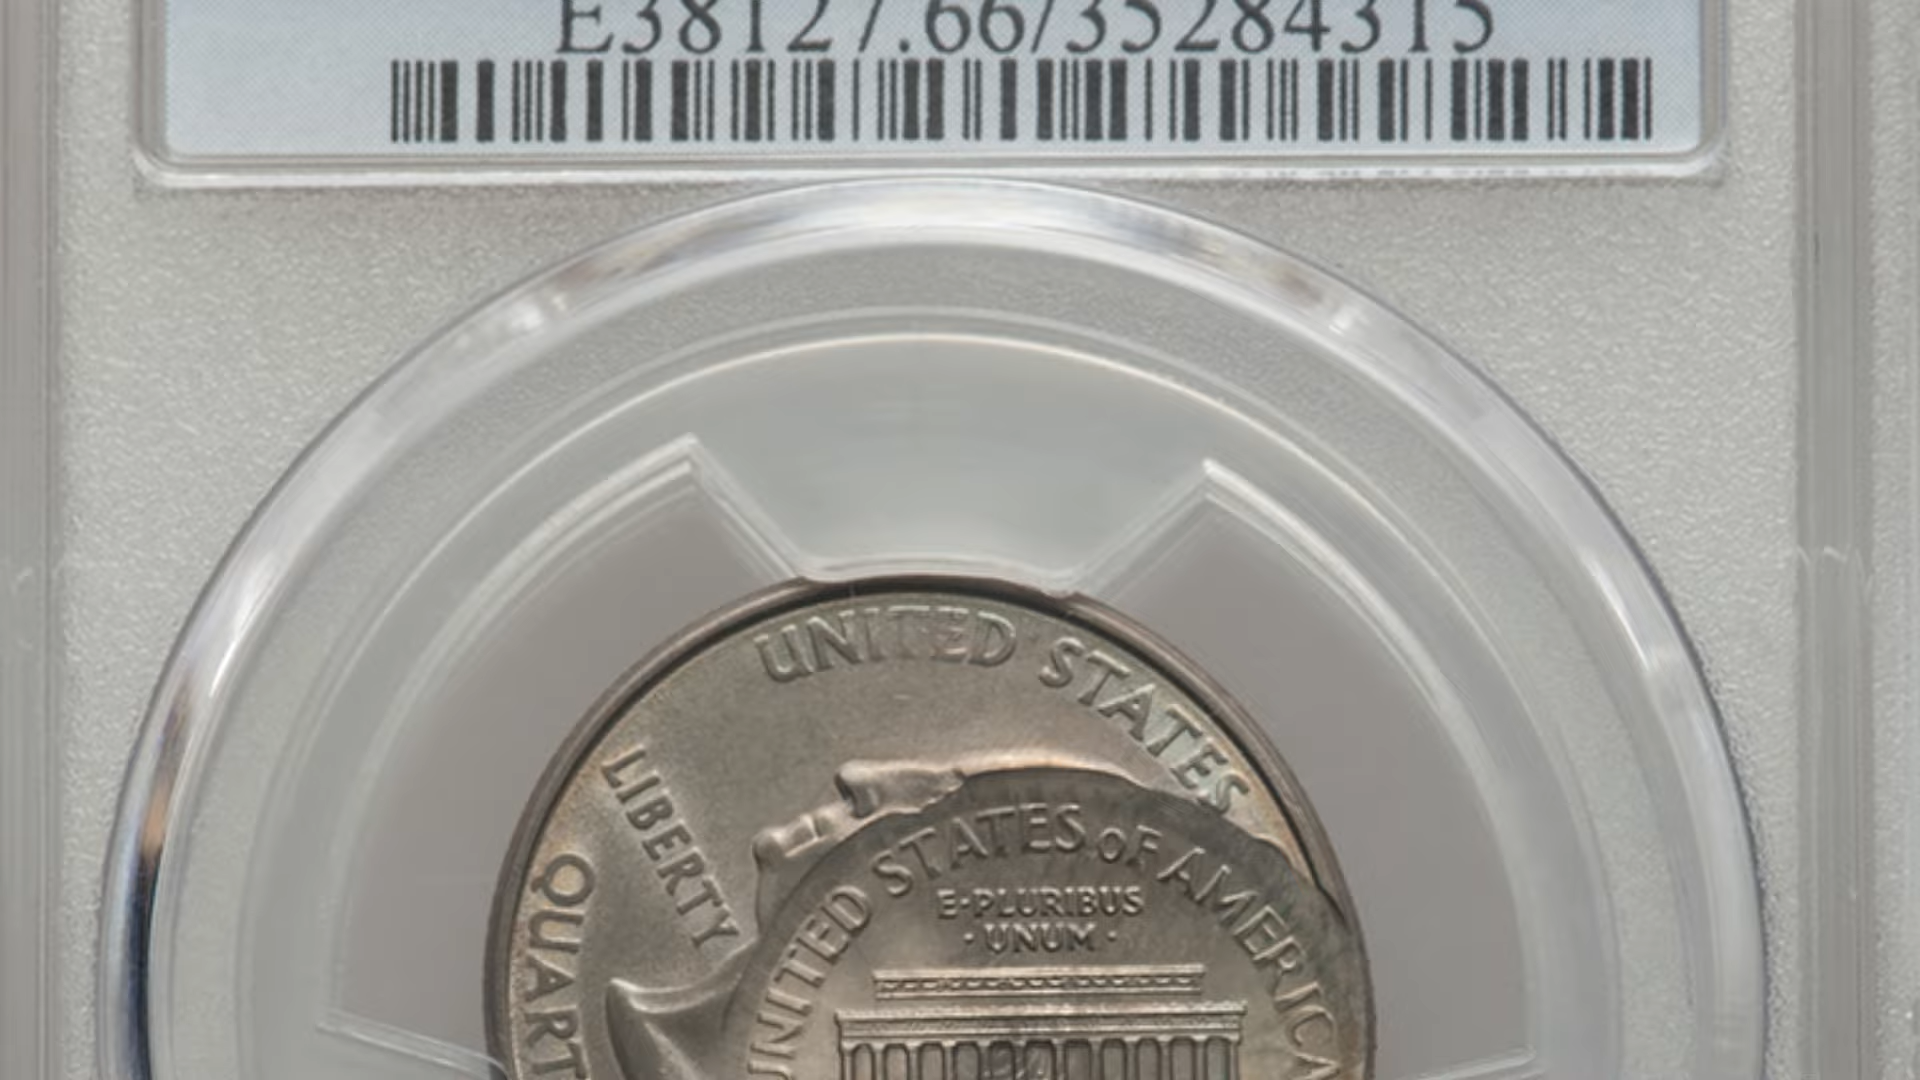 E38127.66/35284315
UNITED STATES
LIBERTY
QUART
UNITED STATES OF AMERICA
E·PLURIBUS
·UNUM·